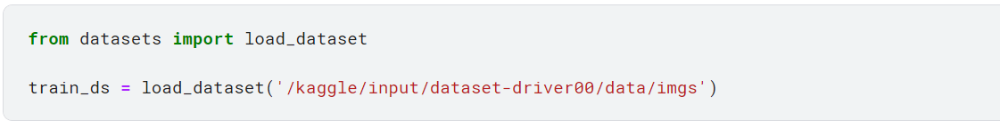 from datasets import load_dataset
train_ds = load_dataset('/kaggle/input/dataset-driver00/data/imgs')